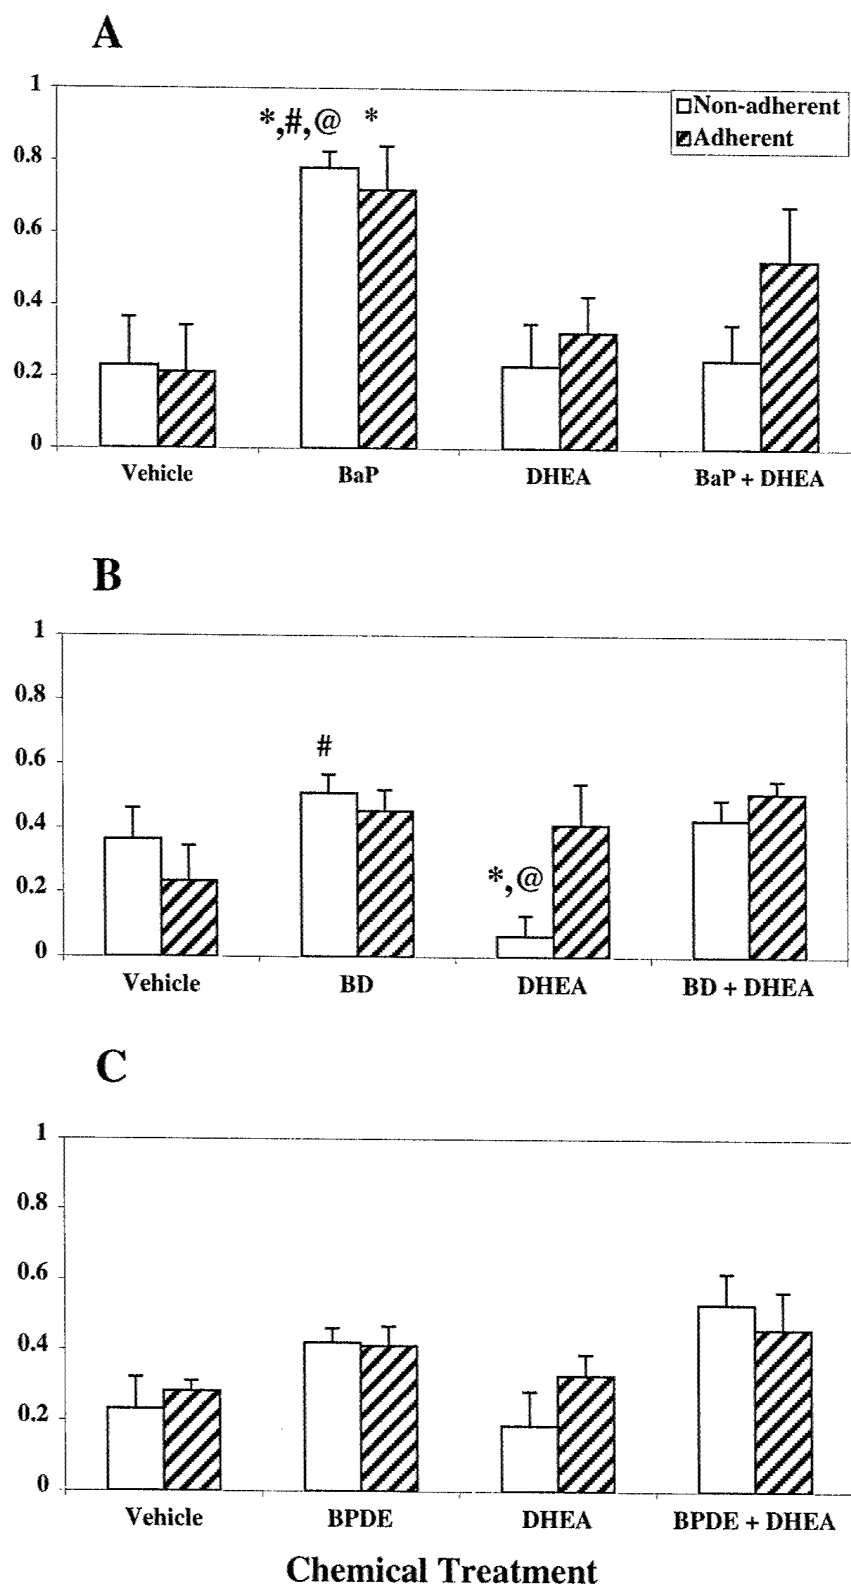 A
1
Non-adherent
Adherent
*,#,@ *
0.8
0.6
0.4
0.2
0
Vehicle BaP DHEA BaP + DHEA
B
1
0.8
#
0.6
0.4
*,@
0.2
0
Vehicle BD DHEA BD + DHEA
C
1
0.8
0.6
0.4
0.2
0
Vehicle BPDE DHEA BPDE + DHEA
Chemical Treatment